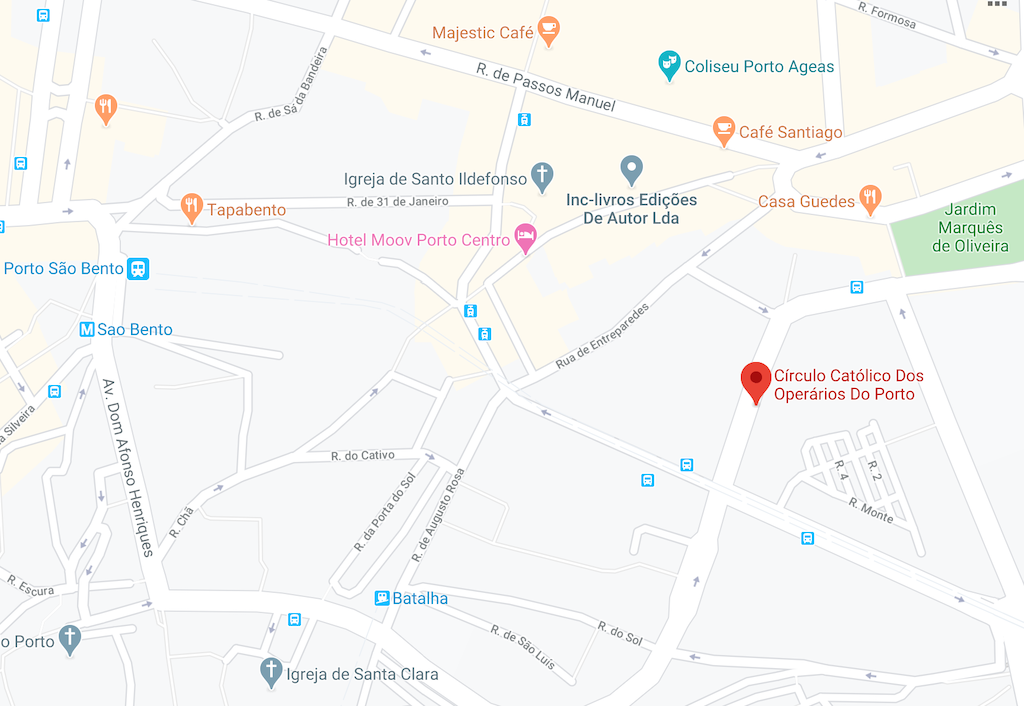 R. Formosa
Majestic Café
Coliseu Porto Ageas
R. de Passos Manuel
R. de Sá da Bandeira
Café Santiago
Igreja de Santo Ildefonso
Inc-livros Edições
De Autor Lda
R. de 31 de Janeiro
Casa Guedes
Tapabento
Jardim
Marquês
de Oliveira
Hotel Moov Porto Centro
Porto São Bento
M Sao Bento
Rua de Entreparedes
Círculo Católico Dos
Operários Do Porto
a Silveira
Av. Dom Afonso Henriques
R. do Cativo
R. 4
R. 2
R. Monte
R. Chã
R. da Porta do Sol
R. de Augusto Rosa
R. Escura
Batalha
o Porto
R. de São Luis
R. do Sol
Igreja de Santa Clara